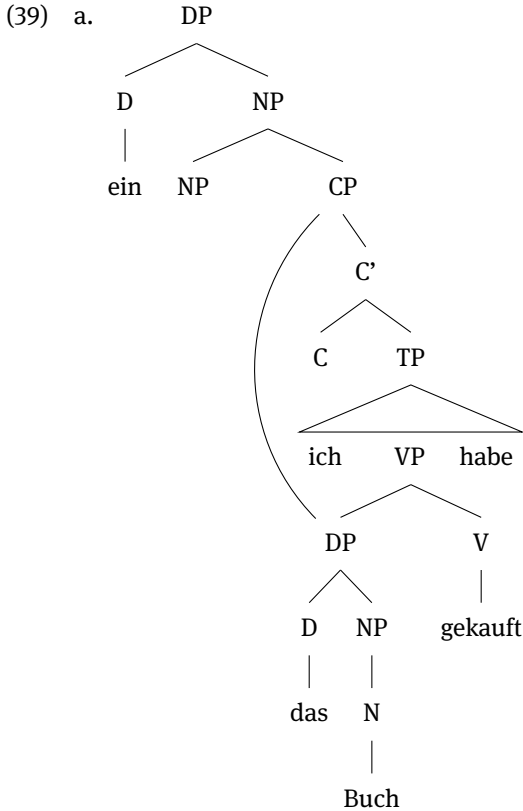 (39) a. DP
D NP
ein NP CP
C’
C TP
ich VP habe
DP V
D NP gekauft
das N
Buch